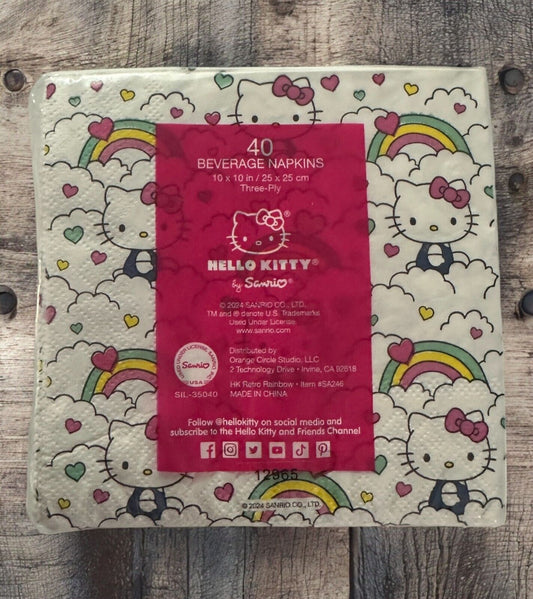 40
BEVERAGE NAPKINS
10 x 10 in / 25 x 25 cm
Three-Ply
HELLO KITTY®
by Sanrio®
© 2024 SANRIO CO., LTD.
TM and ® denote U.S. Trademarks
Used Under License.
www.sanrio.com
Sanrio
USA
SIL-35040
Distributed by
Orange Circle Studio, LLC
2 Technology Drive • Irvine, CA 92618
HK Retro Rainbow • Item #SA246
MADE IN CHINA
Follow @hellokitty on social media and
subscribe to the Hello Kitty and Friends Channel
12365
© 2024 SANRIO CO., LTD.